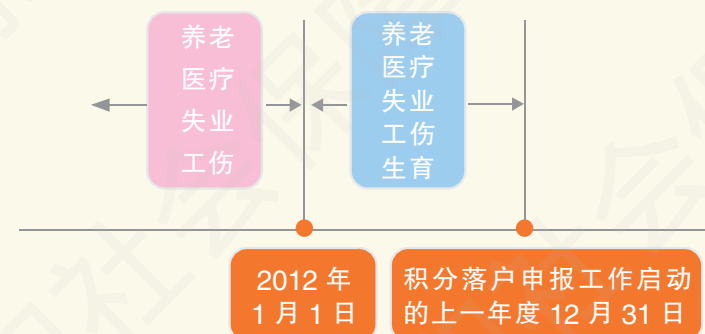 养老
医疗
失业
工伤
养老
医疗
失业
工伤
生育
2012 年
1 月 1 日
积分落户申报工作启动
的上一年度 12 月 31 日